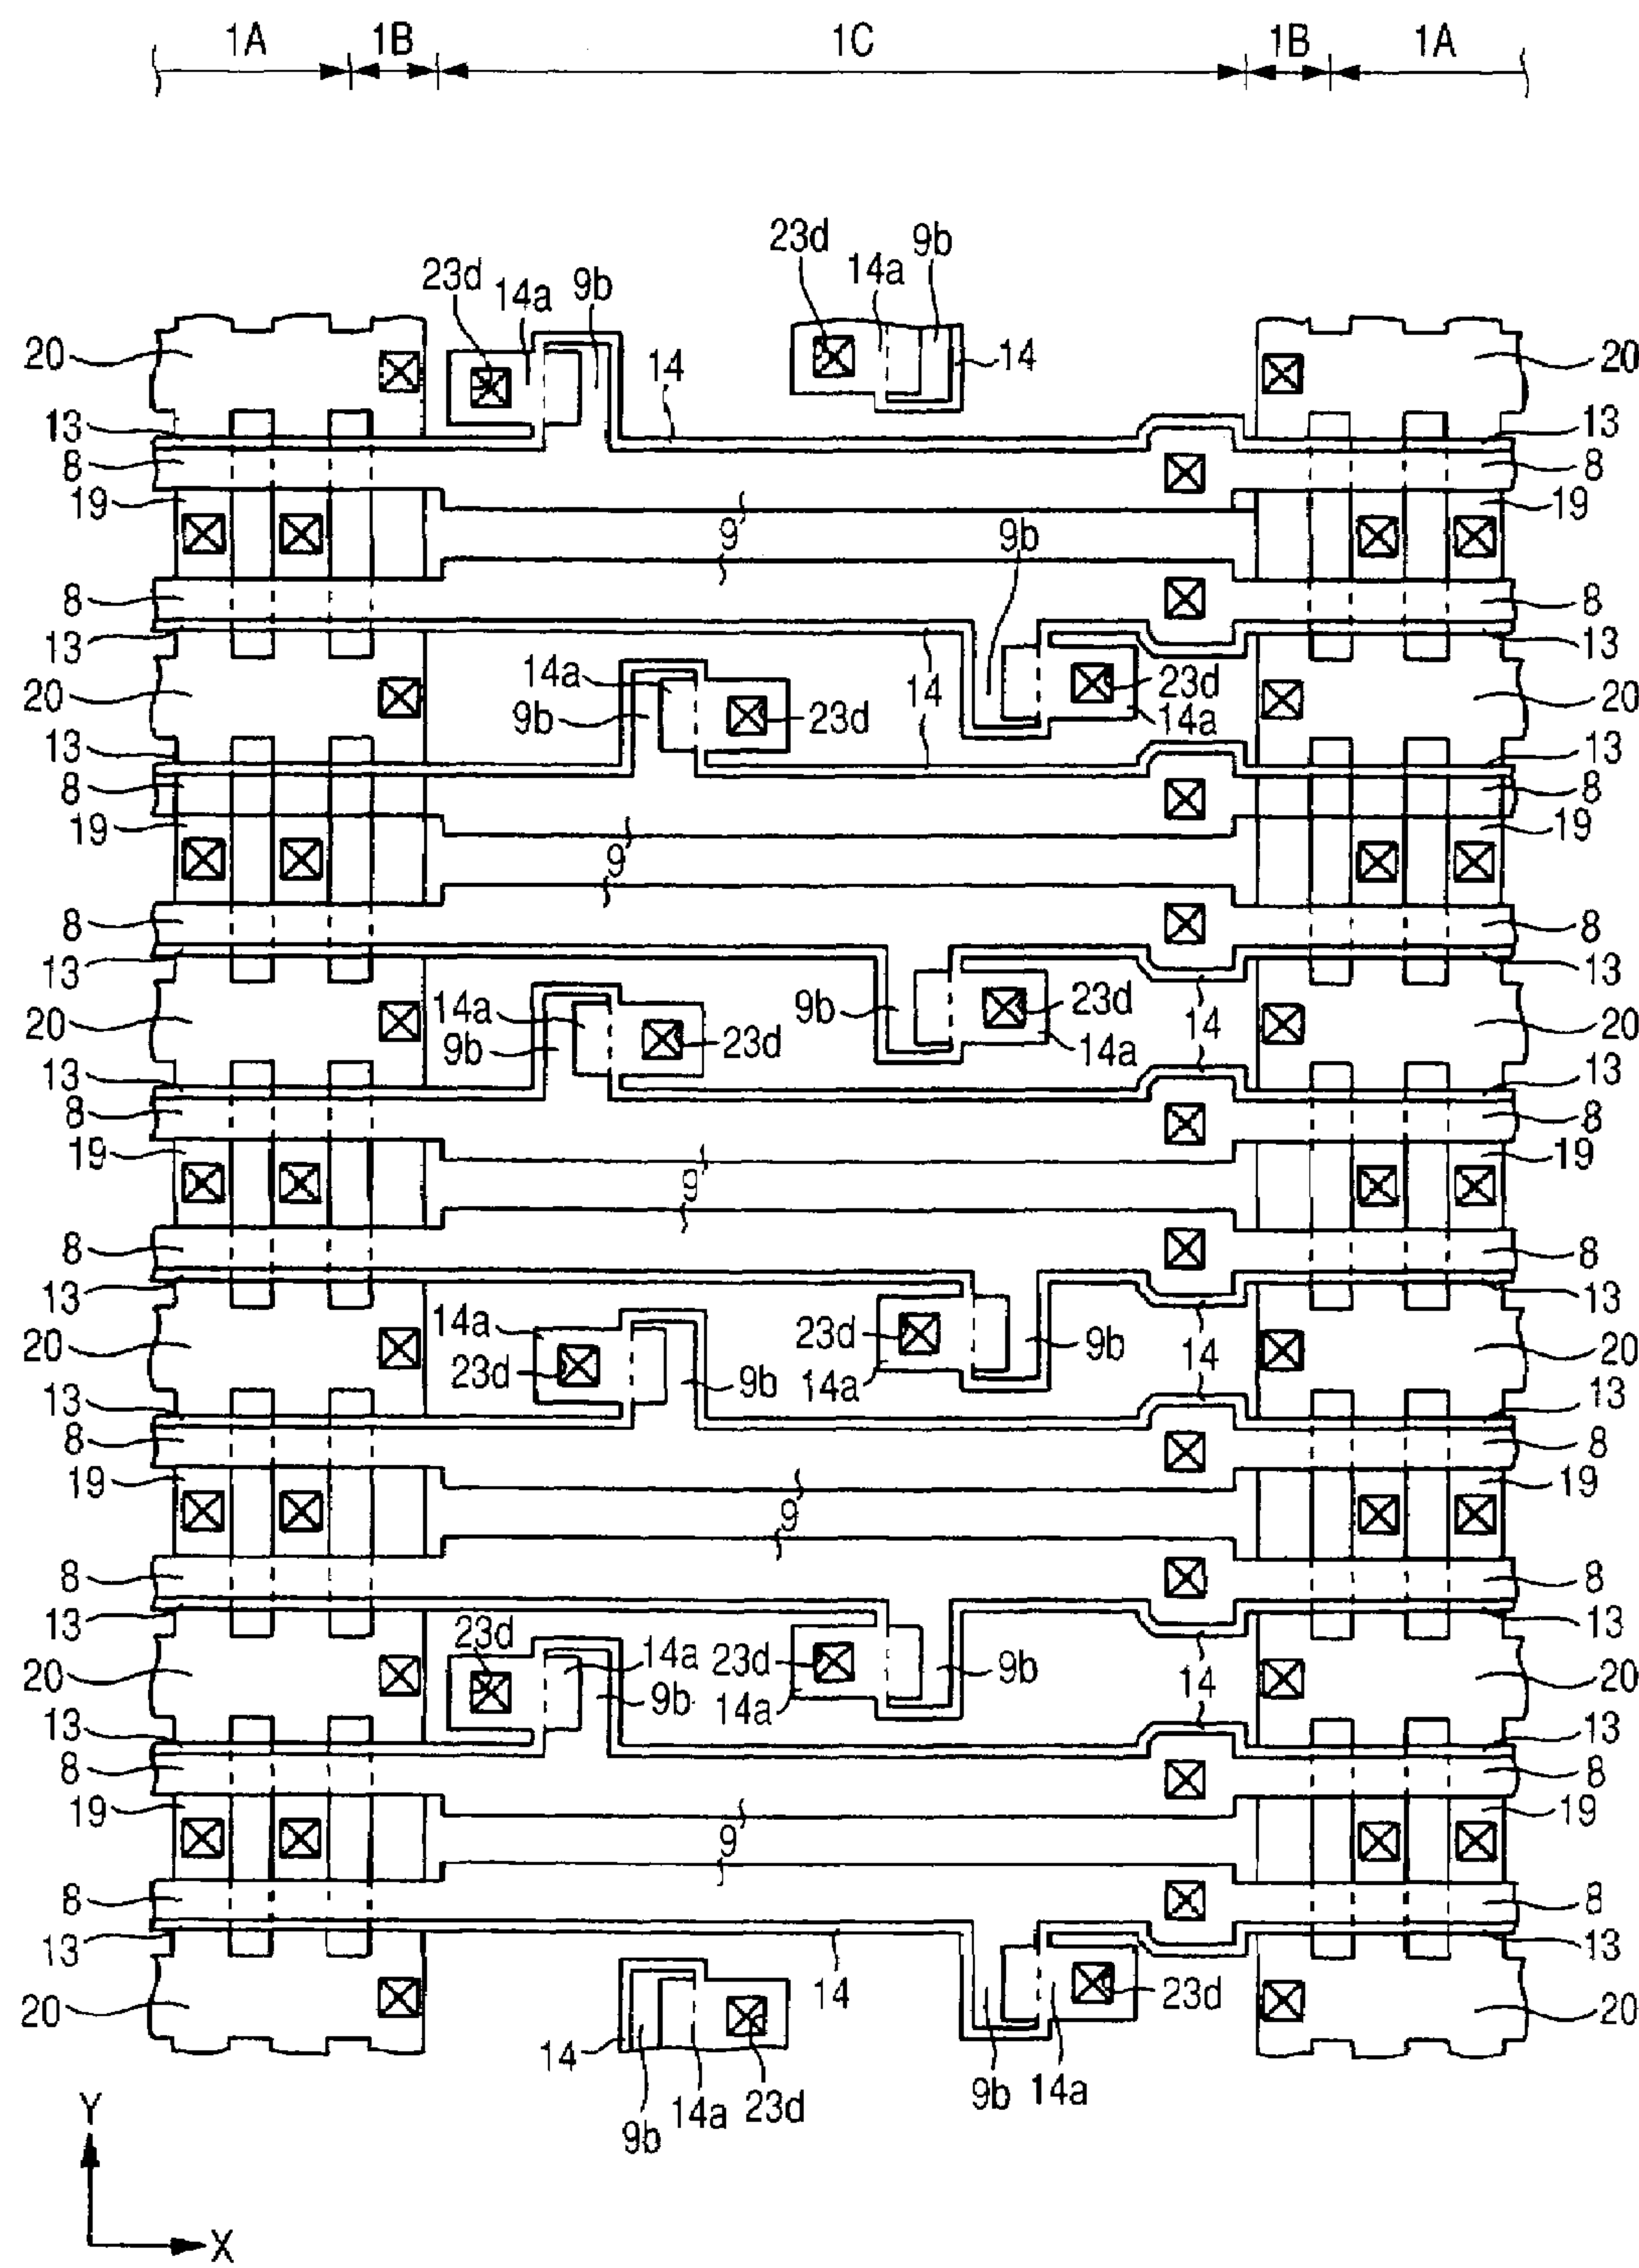 1A 1B 1C 1B 1A
23d 9b
14a
23d 14a 9b
20 14 14 20
13 13
8 8
19 19
9 9b
8 8
13 13
14a 14 23d
20 9b 23d 14a 20
13 13
8 8
19 19
9
8 8
13 13
14a 9b 23d 14
20 9b 23d 14a 20
13 13
8 8
19 19
9
8 8
13 13
14a 23d 14
20 23d 9b 14a 9b 20
13 13
8 8
19 19
9
8 8
13 13
23d 14a 23d 9b 14
20 9b 14a 20
13 13
8 8
19 19
9
8 8
13 13
20 14 23d 20
14 9b 14a
9b 14a 23d
Y
X